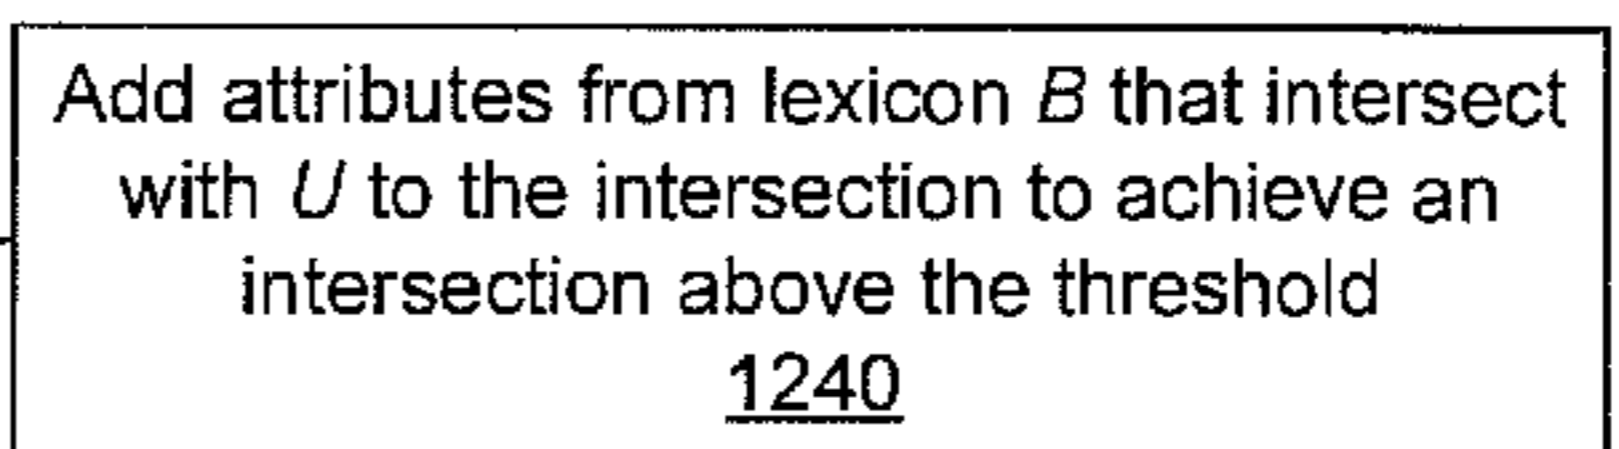 Add attributes from lexicon B that intersect
with U to the intersection to achieve an
intersection above the threshold
1240